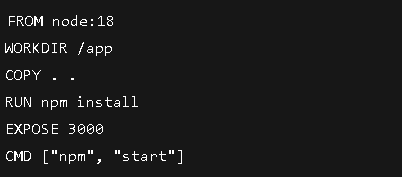 FROM node:18
WORKDIR /app
COPY . .
RUN npm install
EXPOSE 3000
CMD ["npm", "start"]